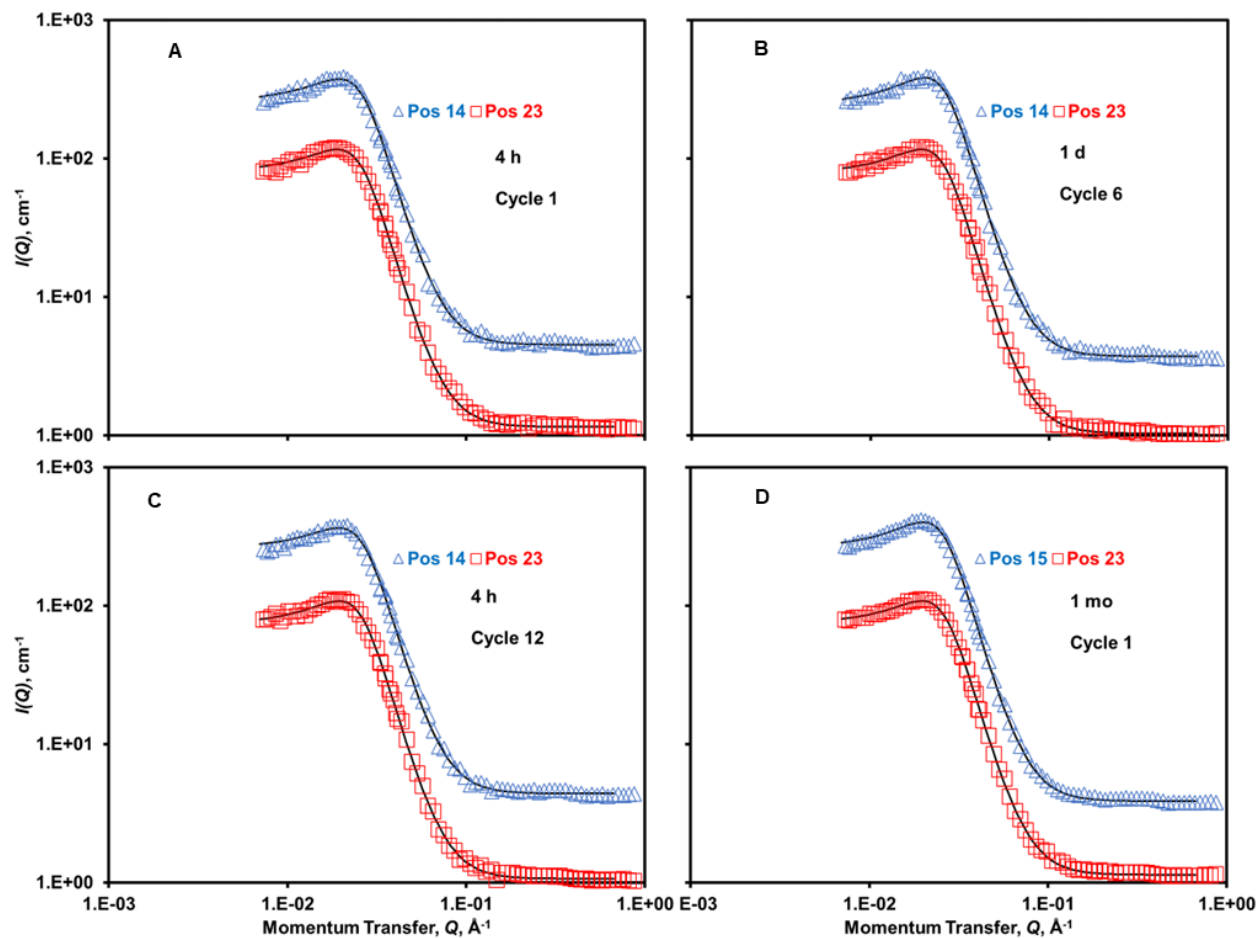 A
B
1.E+03
1.E+02
1.E+01
1.E+00
I(Q), cm⁻¹
△Pos 14 □Pos 23
4 h
Cycle 1
△Pos 14 □Pos 23
1 d
Cycle 6
C
D
1.E+03
1.E+02
1.E+01
1.E+00
I(Q), cm⁻¹
△Pos 14 □Pos 23
4 h
Cycle 12
△Pos 15 □Pos 23
1 mo
Cycle 1
1.E-03 1.E-02 1.E-01 1.E+00
E-03 1.E-02 1.E-01 1.E+00
Momentum Transfer, Q, Å⁻¹
Momentum Transfer, Q, Å⁻¹